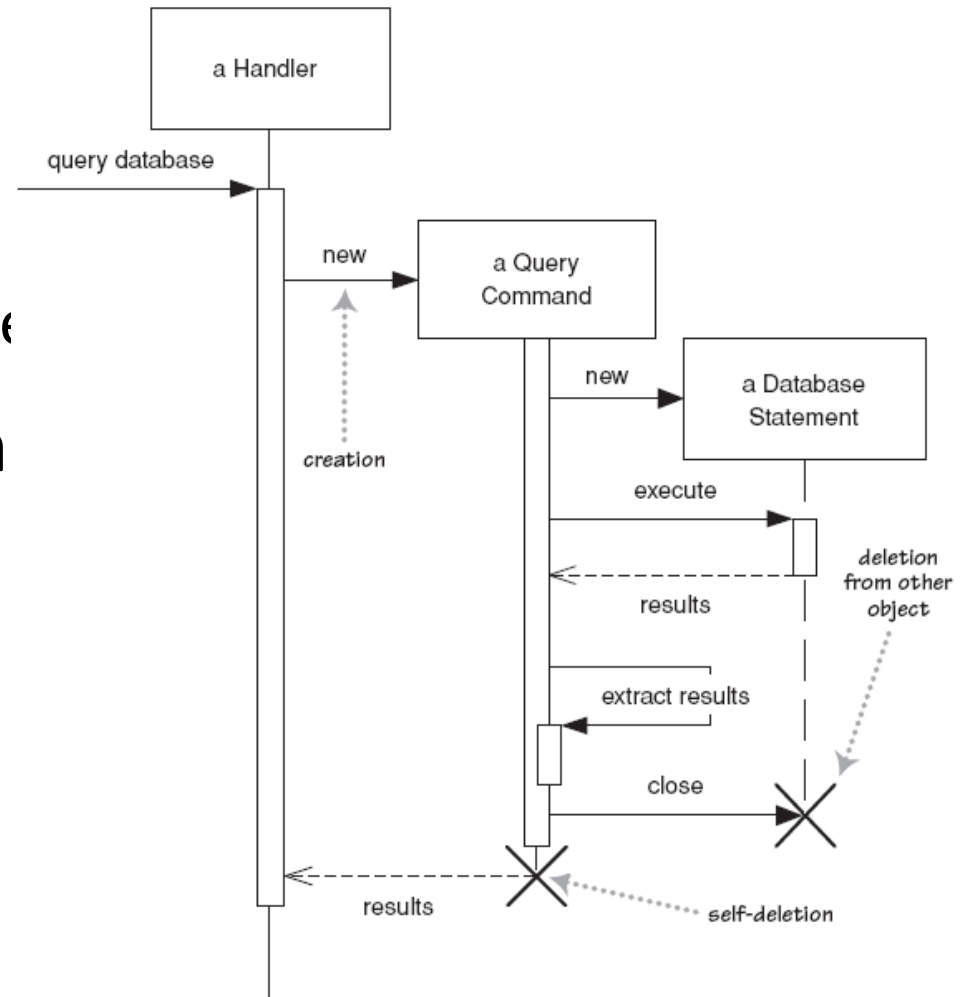 a Handler
query database
new
a Query
Command
new
a Database
Statement
creation
execute
deletion
from other
object
results
extract results
close
results
self-deletion